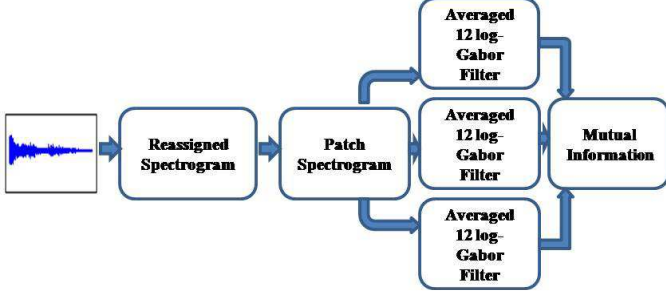 Averaged
12 log-
Gabor
Filter
Reassigned
Spectrogram
Patch
Spectrogram
Averaged
12 log-
Gabor
Filter
Mutual
Information
Averaged
12 log-
Gabor
Filter